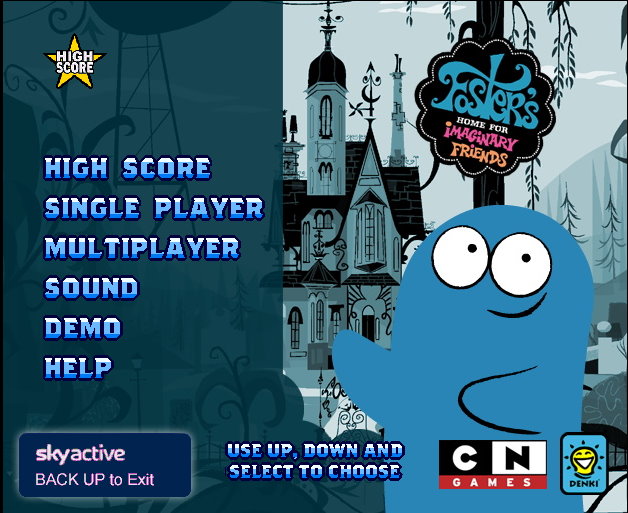 HIGH
SCORE
FOSTER'S
HOME FOR
IMAGINARY
FRIENDS
HIGH SCORE
SINGLE PLAYER
MULTIPLAYER
SOUND
DEMO
HELP
skyactive
BACK UP to Exit
USE UP, DOWN AND
SELECT TO CHOOSE
CN
GAMES
DENKI